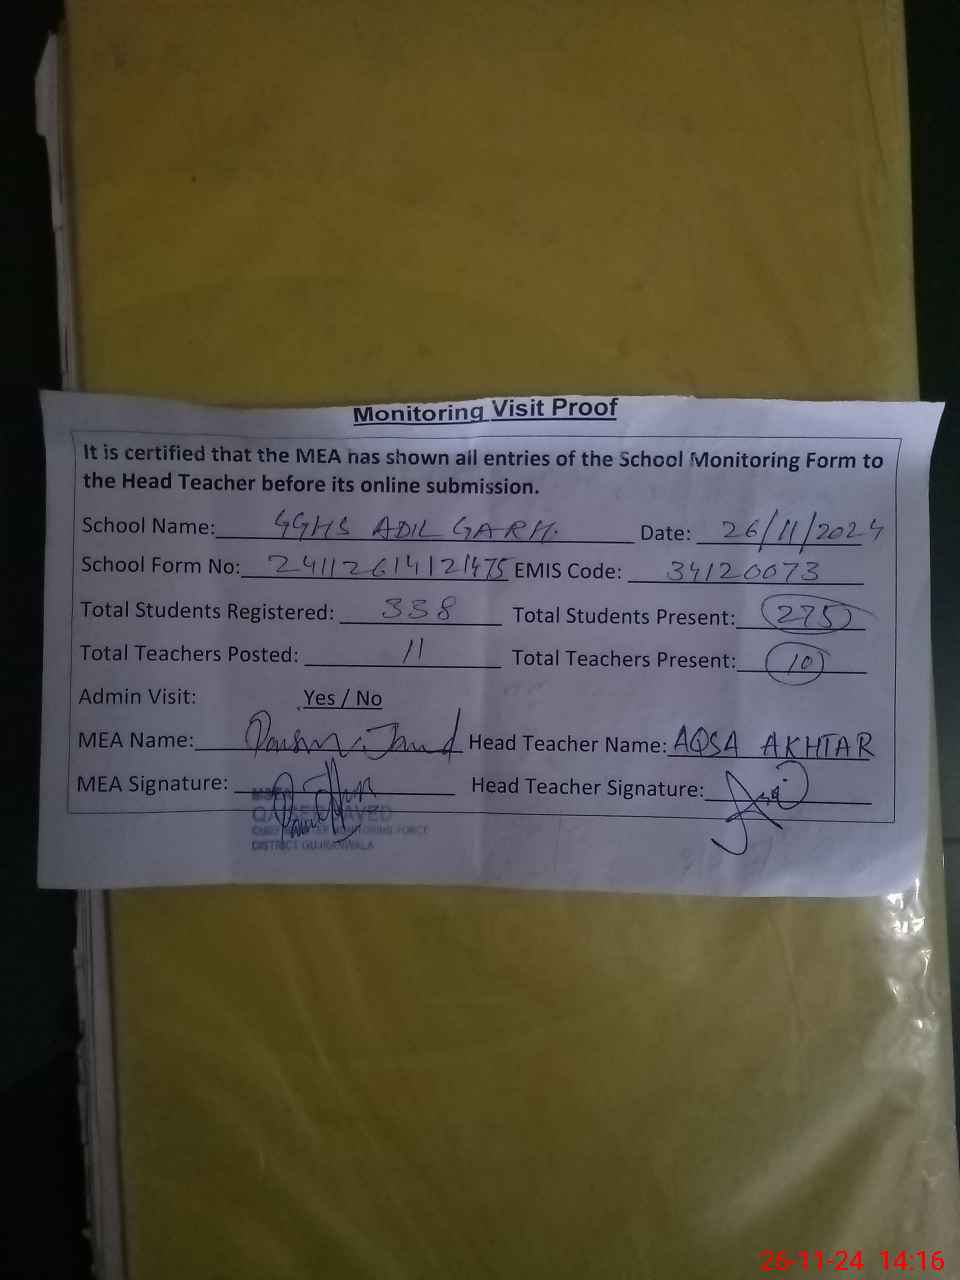 Monitoring Visit Proof
It is certified that the MEA has shown all entries of the School Monitoring Form to
the Head Teacher before its online submission.
School Name: GGHS ADIL GARH. Date: 26/11/2024
School Form No: 24112614121475 EMIS Code: 34120073
Total Students Registered: 338 Total Students Present: 275
Total Teachers Posted: 11 Total Teachers Present: 10
Admin Visit: Yes / No
MEA Name: Head Teacher Name: AQSA AKHTAR
MEA Signature: Head Teacher Signature:
MONITORING FORCE
DISTRICT GUJRANWALA
26-11-24 14:16